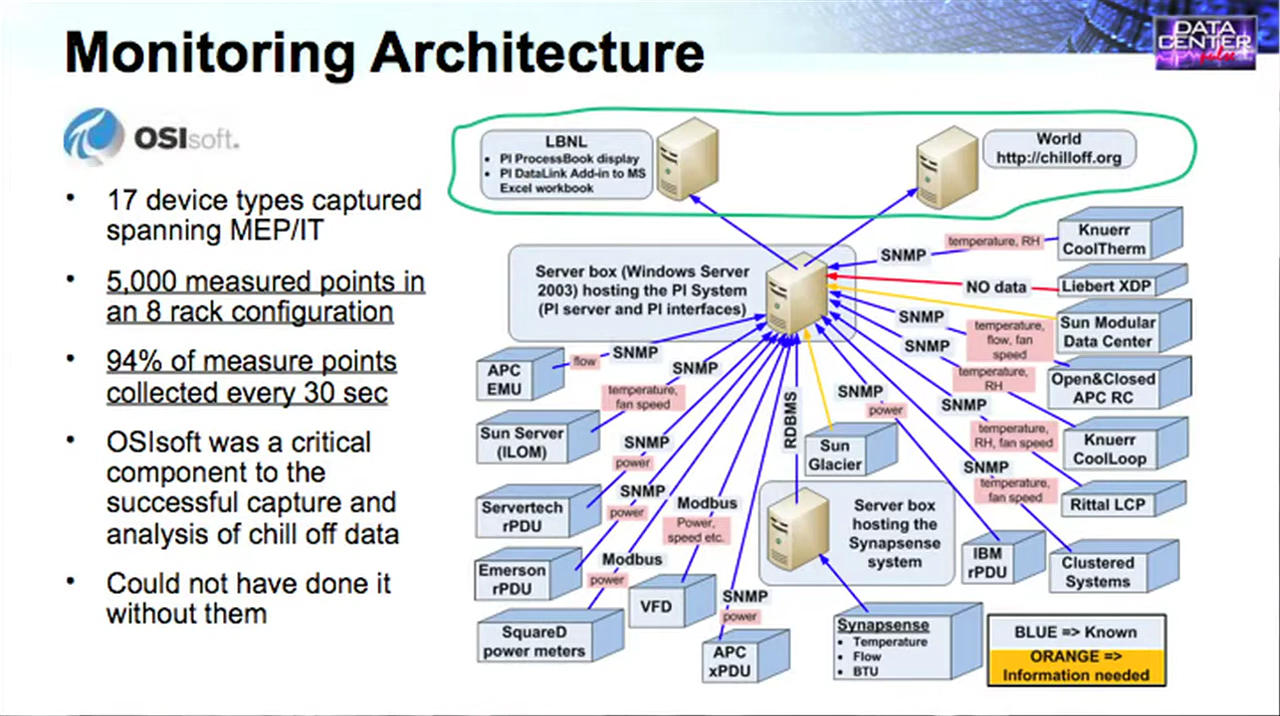 Monitoring Architecture
DATA
CENTER
pulse
OSIsoft.
• 17 device types captured
spanning MEP/IT
• 5,000 measured points in
an 8 rack configuration
• 94% of measure points
collected every 30 sec
• OSIsoft was a critical
component to the
successful capture and
analysis of chill off data
• Could not have done it
without them
LBNL
• PI ProcessBook display
• PI DataLink Add-in to MS
Excel workbook
World
http://chilloff.org
Server box (Windows Server
2003) hosting the PI System
(PI server and PI interfaces)
SNMP
temperature, RH
Knuerr
CoolTherm
NO data
Liebert XDP
Sun Modular
Data Center
SNMP
temperature,
flow, fan
speed
Open&Closed
APC RC
SNMP
temperature,
RH
Knuerr
CoolLoop
SNMP
temperature,
RH, fan speed
Rittal LCP
SNMP
temperature,
fan speed
Clustered
Systems
SNMP
power
IBM
rPDU
APC
EMU
flow
SNMP
Sun Server
(ILOM)
temperature,
fan speed
SNMP
Servertech
rPDU
SNMP
power
Emerson
rPDU
SNMP
power
SquareD
power meters
Modbus
power
VFD
Modbus
Power,
speed etc.
APC
xPDU
SNMP
power
RDBMS
Sun
Glacier
Server box
hosting the
Synapsense
system
Synapsense
• Temperature
• Flow
• BTU
BLUE => Known
ORANGE =>
Information needed